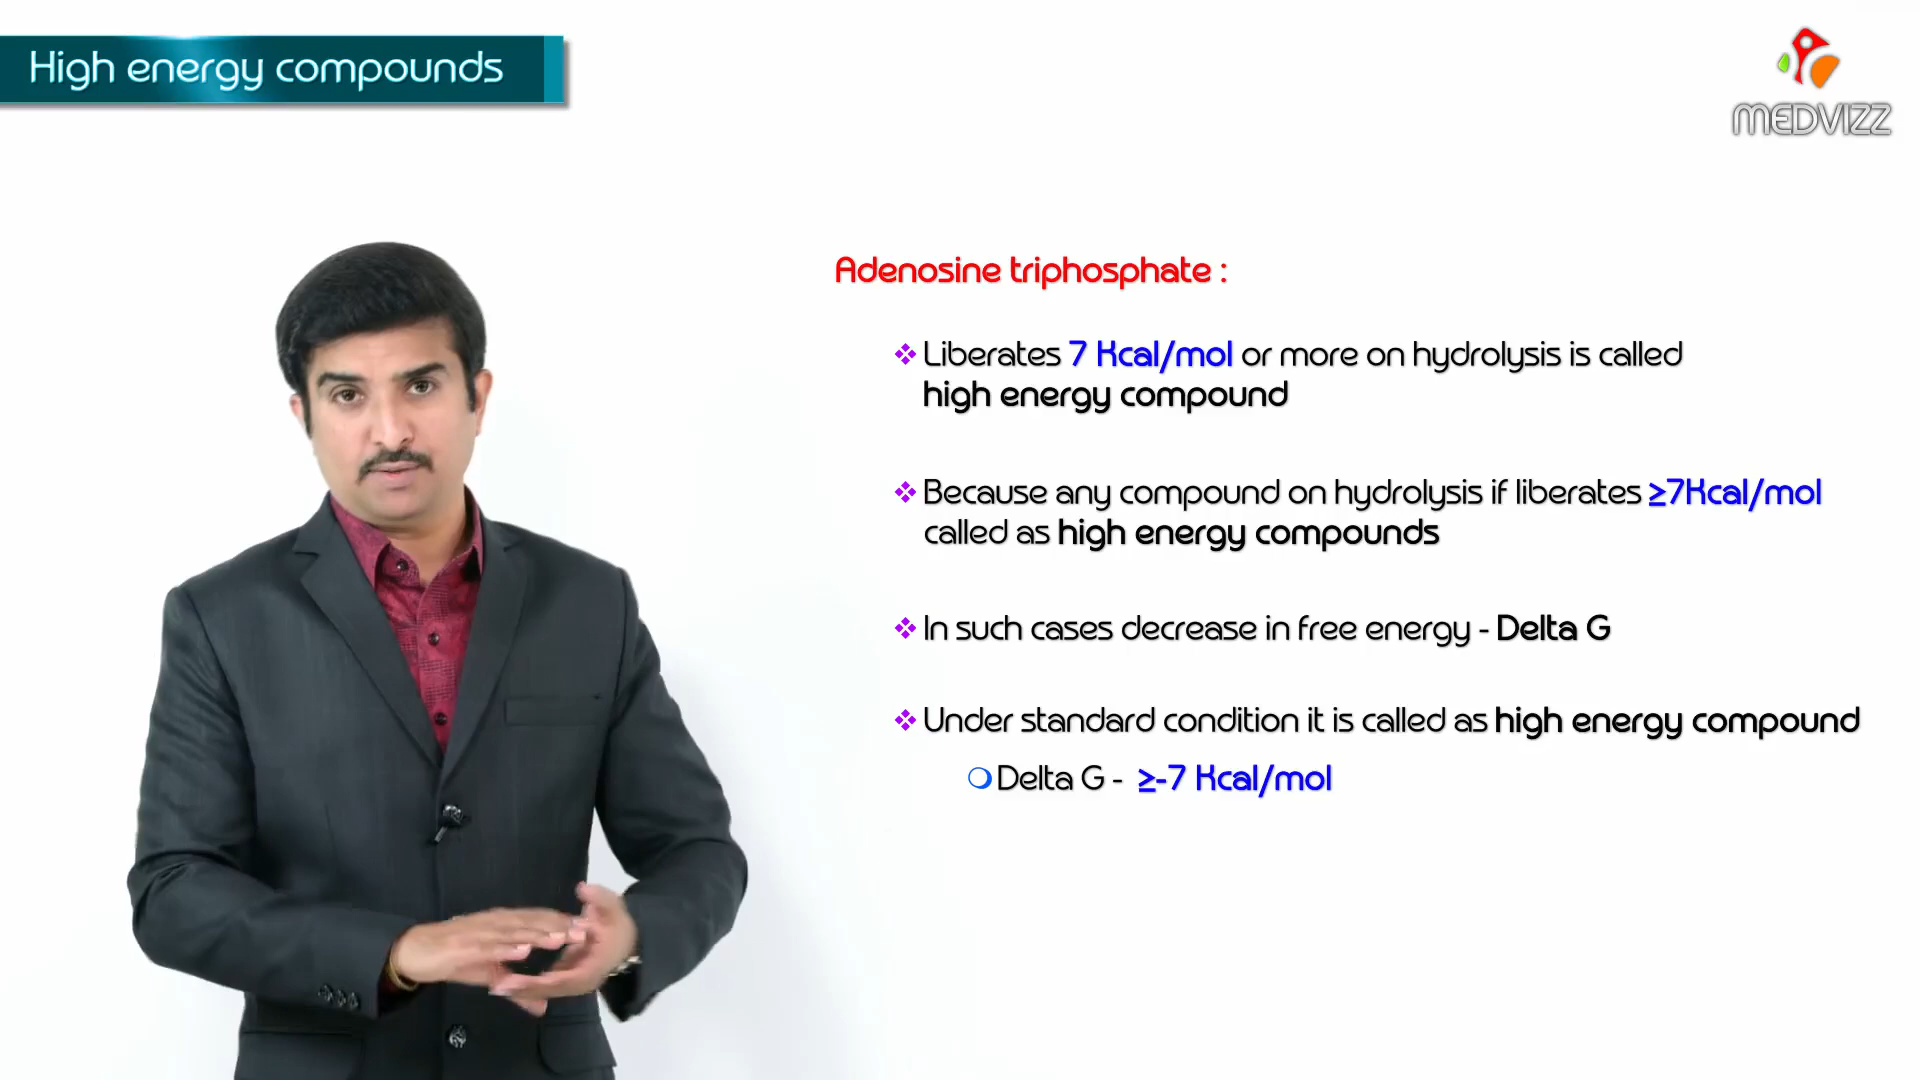 High energy compounds
MEDVIZZ
Adenosine triphosphate :
Liberates 7 Kcal/mol or more on hydrolysis is called
high energy compound
Because any compound on hydrolysis if liberates ≥7Kcal/mol
called as high energy compounds
In such cases decrease in free energy - Delta G
Under standard condition it is called as high energy compound
Delta G - ≥-7 Kcal/mol